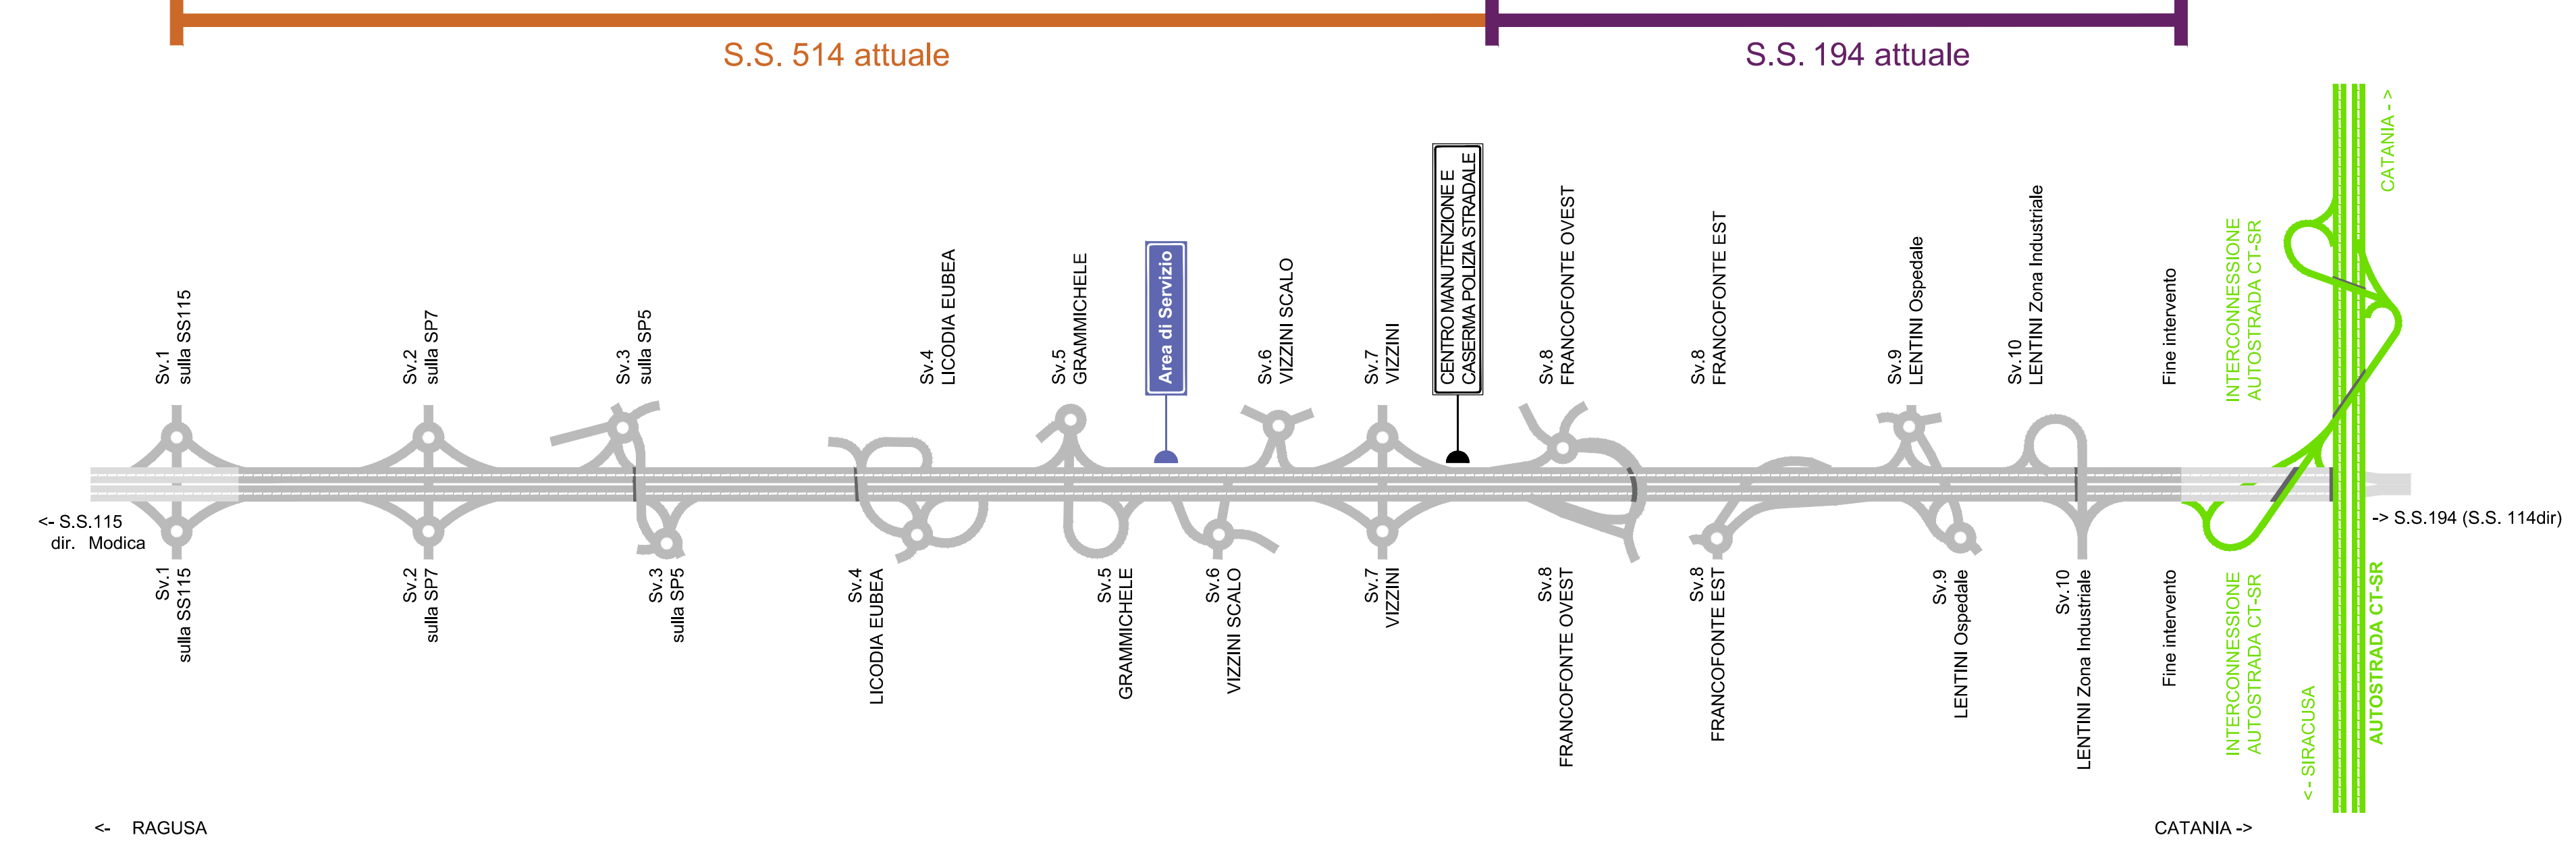 S.S. 514 attuale
S.S. 194 attuale
Sv.1
sulla SS115
Sv.2
sulla SP7
Sv.3
sulla SP5
Sv.4
LICODIA EUBEA
Sv.5
GRAMMICHELE
Area di Servizio
Sv.6
VIZZINI SCALO
Sv.7
VIZZINI
CENTRO MANUTENZIONE E
CASERMA POLIZIA STRADALE
Sv.8
FRANCOFONTE OVEST
Sv.8
FRANCOFONTE EST
Sv.9
LENTINI Ospedale
Sv.10
LENTINI Zona Industriale
Fine intervento
INTERCONNESSIONE
AUTOSTRADA CT-SR
CATANIA - >
<- S.S.115
dir. Modica
-> S.S.194 (S.S. 114dir)
Sv.1
sulla SS115
Sv.2
sulla SP7
Sv.3
sulla SP5
Sv.4
LICODIA EUBEA
Sv.5
GRAMMICHELE
Sv.6
VIZZINI SCALO
Sv.7
VIZZINI
Sv.8
FRANCOFONTE OVEST
Sv.8
FRANCOFONTE EST
Sv.9
LENTINI Ospedale
Sv.10
LENTINI Zona Industriale
Fine intervento
INTERCONNESSIONE
AUTOSTRADA CT-SR
<- SIRACUSA
AUTOSTRADA CT-SR
<- RAGUSA
CATANIA ->